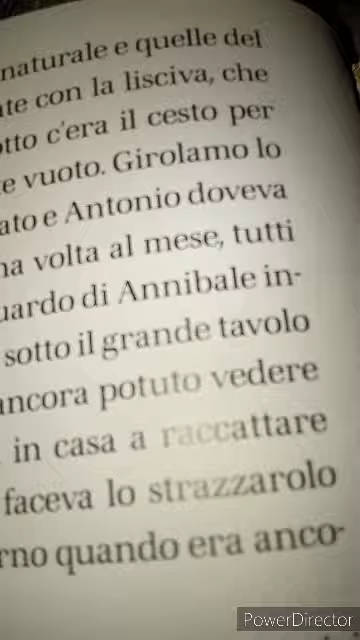 naturale e quelle del
te con la lisciva, che
tto c'era il cesto per
e vuoto. Girolamo lo
ato e Antonio doveva
na volta al mese, tutti
uardo di Annibale in-
sotto il grande tavolo
ancora potuto vedere
in casa a raccattare
faceva lo strazzarolo
rno quando era anco-
PowerDirector